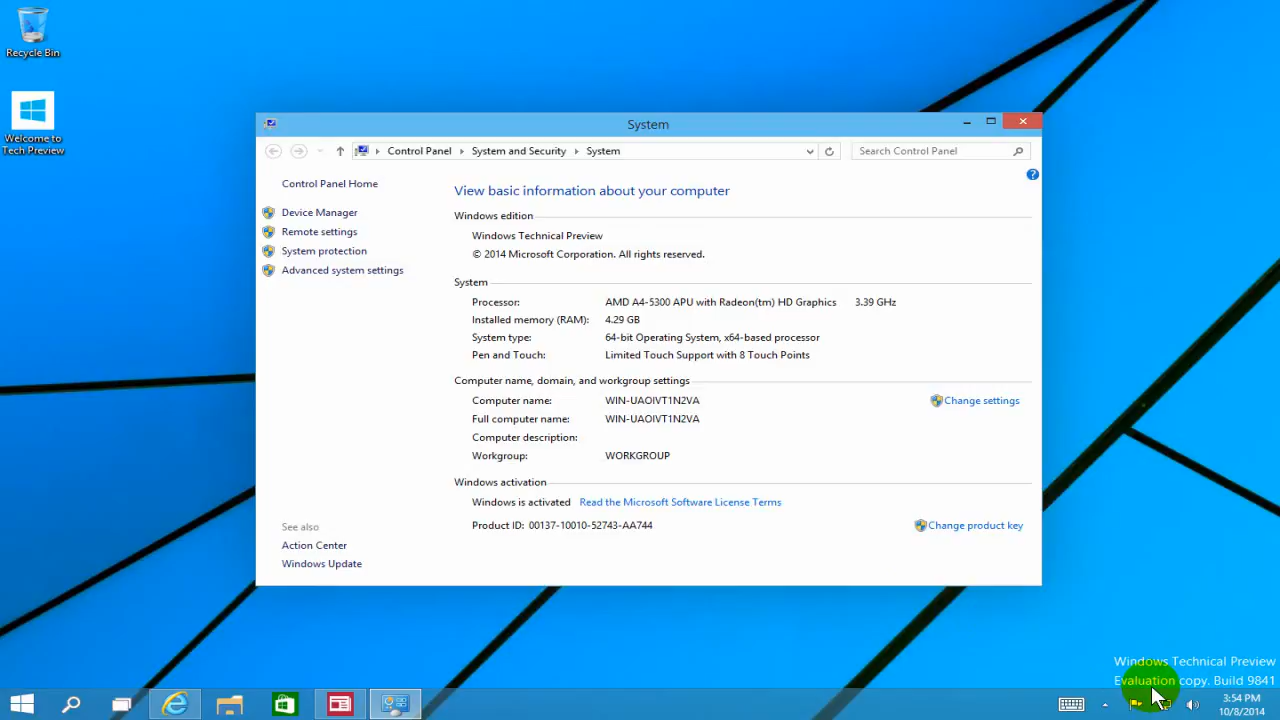 Recycle Bin
Welcome to
Tech Preview
System
Control Panel System and Security System
Search Control Panel
Control Panel Home
Device Manager
Remote settings
System protection
Advanced system settings
See also
Action Center
Windows Update
View basic information about your computer
Windows edition
Windows Technical Preview
© 2014 Microsoft Corporation. All rights reserved.
System
Processor: AMD A4-5300 APU with Radeon(tm) HD Graphics 3.39 GHz
Installed memory (RAM): 4.29 GB
System type: 64-bit Operating System, x64-based processor
Pen and Touch: Limited Touch Support with 8 Touch Points
Computer name, domain, and workgroup settings
Computer name: WIN-UAOIVT1N2VA Change settings
Full computer name: WIN-UAOIVT1N2VA
Computer description:
Workgroup: WORKGROUP
Windows activation
Windows is activated Read the Microsoft Software License Terms
Product ID: 00137-10010-52743-AA744 Change product key
Windows Technical Preview
Evaluation copy. Build 9841
3:54 PM
10/8/2014